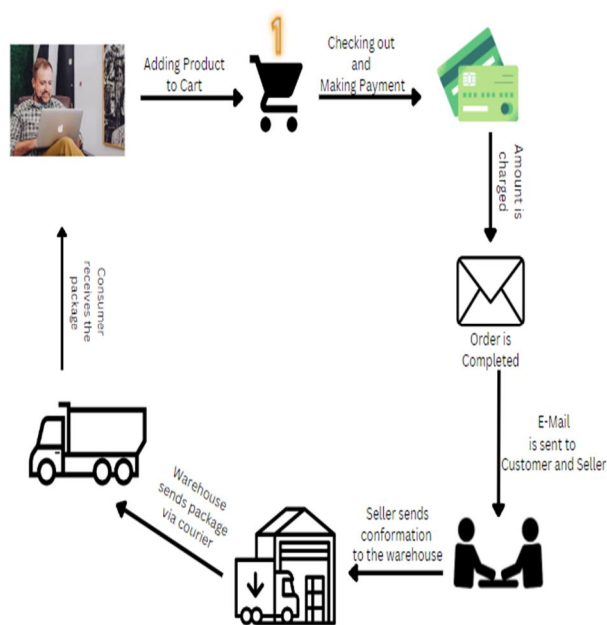 1
Adding Product
to Cart
Checking out
and
Making Payment
Amount is
charged
Order is
Completed
E-Mail
is sent to
Customer and Seller
Seller sends
conformation
to the warehouse
Warehouse
sends package
via courier
Consumer
receives the
package